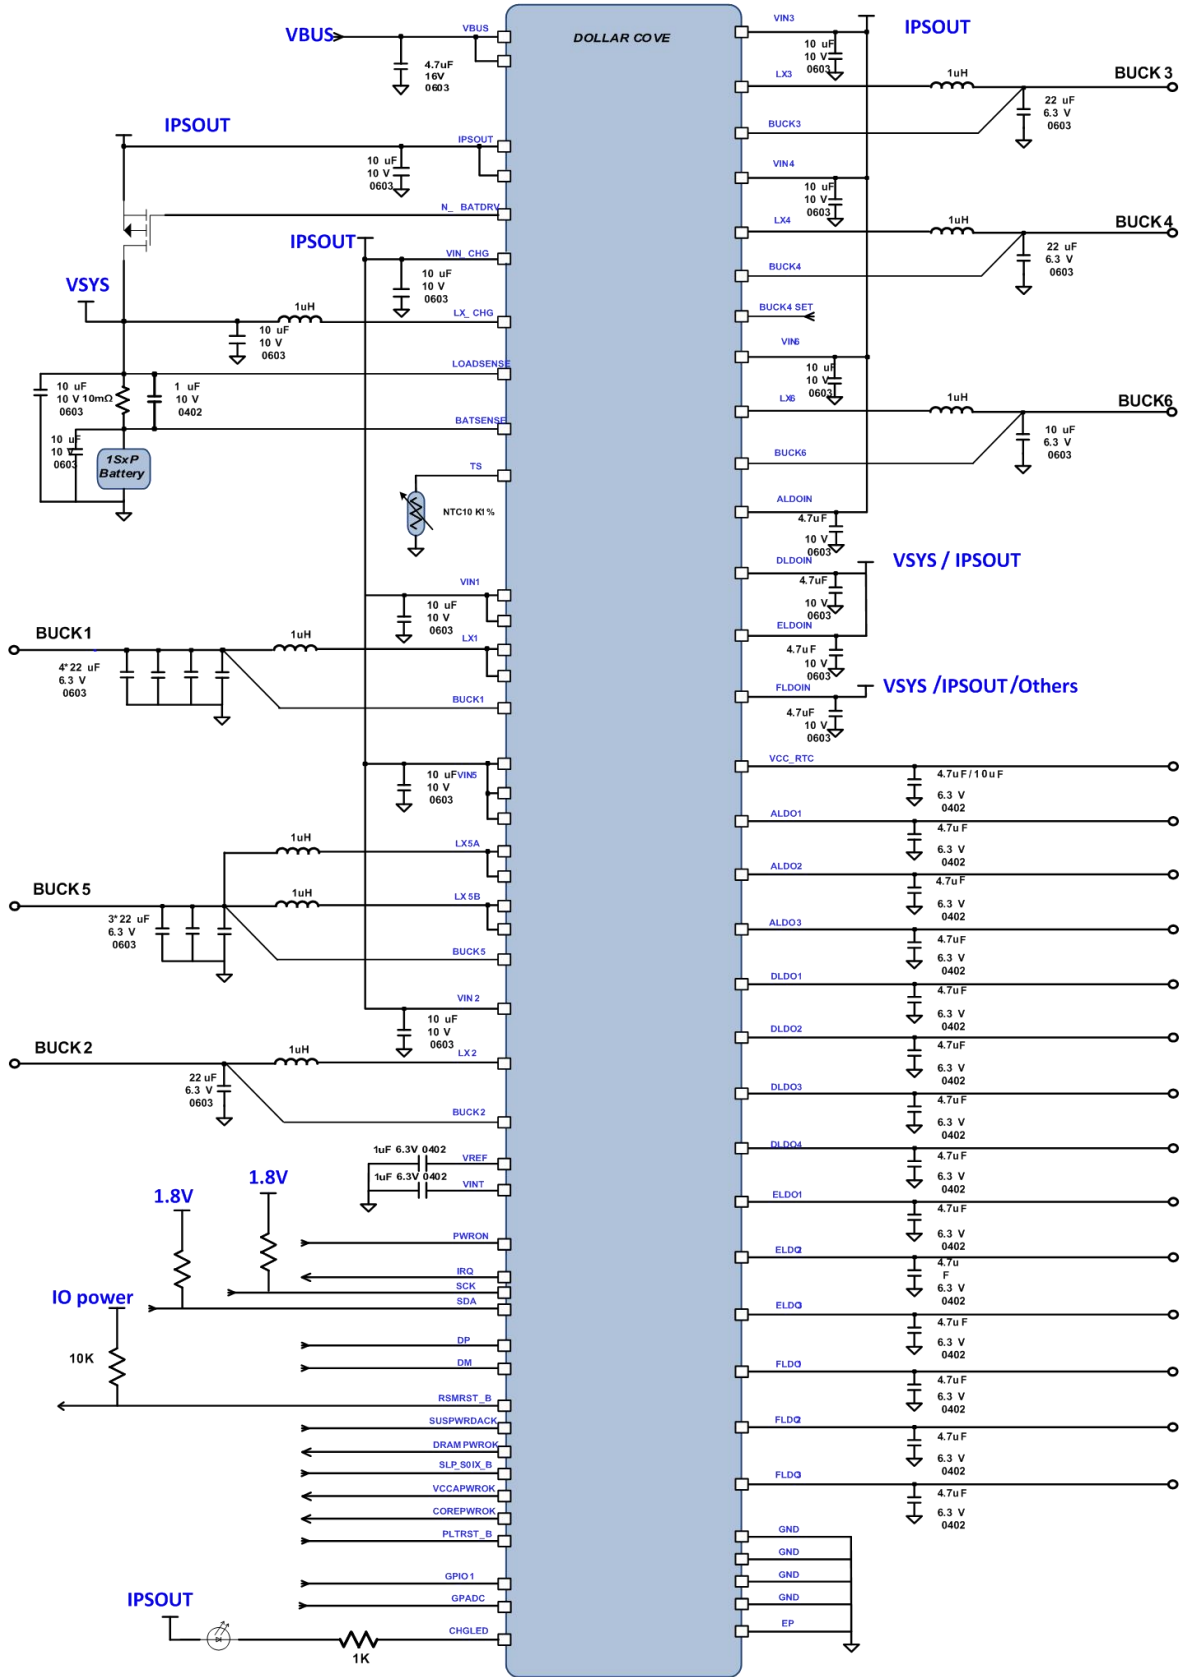 DOLLAR COVE
VBUS
VBUS
4.7uF
16V
0603
IPSOUT
IPSOUT
10 uF
10 V
0603
N_ BATDRV
IPSOUT
VIN_CHG
10 uF
10 V
0603
VSYS
1uH
LX_CHG
10 uF
10 V
0603
LOADSENSE
10 uF
10 V
0603
10mΩ
1 uF
10 V
0402
BATSENSE
10 uF
10 V
0603
1SxP
Battery
TS
NTC10 K1%
VIN1
10 uF
10 V
0603
BUCK1
1uH
LX1
4*22 uF
6.3 V
0603
BUCK1
VIN5
10 uF
10 V
0603
1uH
LX5A
BUCK5
1uH
LX5B
3*22 uF
6.3 V
0603
BUCK5
VIN2
10 uF
10 V
0603
BUCK2
1uH
LX2
22 uF
6.3 V
0603
BUCK2
1uF 6.3V 0402
VREF
1uF 6.3V 0402
VINT
1.8V
1.8V
PWRON
IRQ
SCK
IO power
SDA
10K
DP
DM
RSMRST_B
SUSPWRDACK
DRAMPWROK
SLP_S0IX_B
VCCAPWROK
COREPWROK
PLTRST_B
GPIO1
GPADC
IPSOUT
CHGLED
1K
VIN3
IPSOUT
10 uF
10 V
0603
LX3
1uH
BUCK3
22 uF
6.3 V
0603
BUCK3
VIN4
10 uF
10 V
0603
LX4
1uH
BUCK4
22 uF
6.3 V
0603
BUCK4
BUCK4 SET
VIN6
10 uF
10 V
0603
LX6
1uH
BUCK6
10 uF
6.3 V
0603
BUCK6
ALDOIN
4.7uF
10 V
0603
DLDOIN
VSYS / IPSOUT
4.7uF
10 V
0603
ELDOIN
4.7uF
10 V
0603
FLDOIN
VSYS /IPSOUT/Others
4.7uF
10 V
0603
VCC_RTC
4.7uF/10uF
6.3 V
0402
ALDO1
4.7uF
6.3 V
0402
ALDO2
4.7uF
6.3 V
0402
ALDO3
4.7uF
6.3 V
0402
DLDO1
4.7uF
6.3 V
0402
DLDO2
4.7uF
6.3 V
0402
DLDO3
4.7uF
6.3 V
0402
DLDO4
4.7uF
6.3 V
0402
ELDO1
4.7uF
6.3 V
0402
ELDO2
4.7u
F
6.3 V
0402
ELDO3
4.7uF
6.3 V
0402
FLDO1
4.7uF
6.3 V
0402
FLDO2
4.7uF
6.3 V
0402
FLDO3
4.7uF
6.3 V
0402
GND
GND
GND
GND
EP